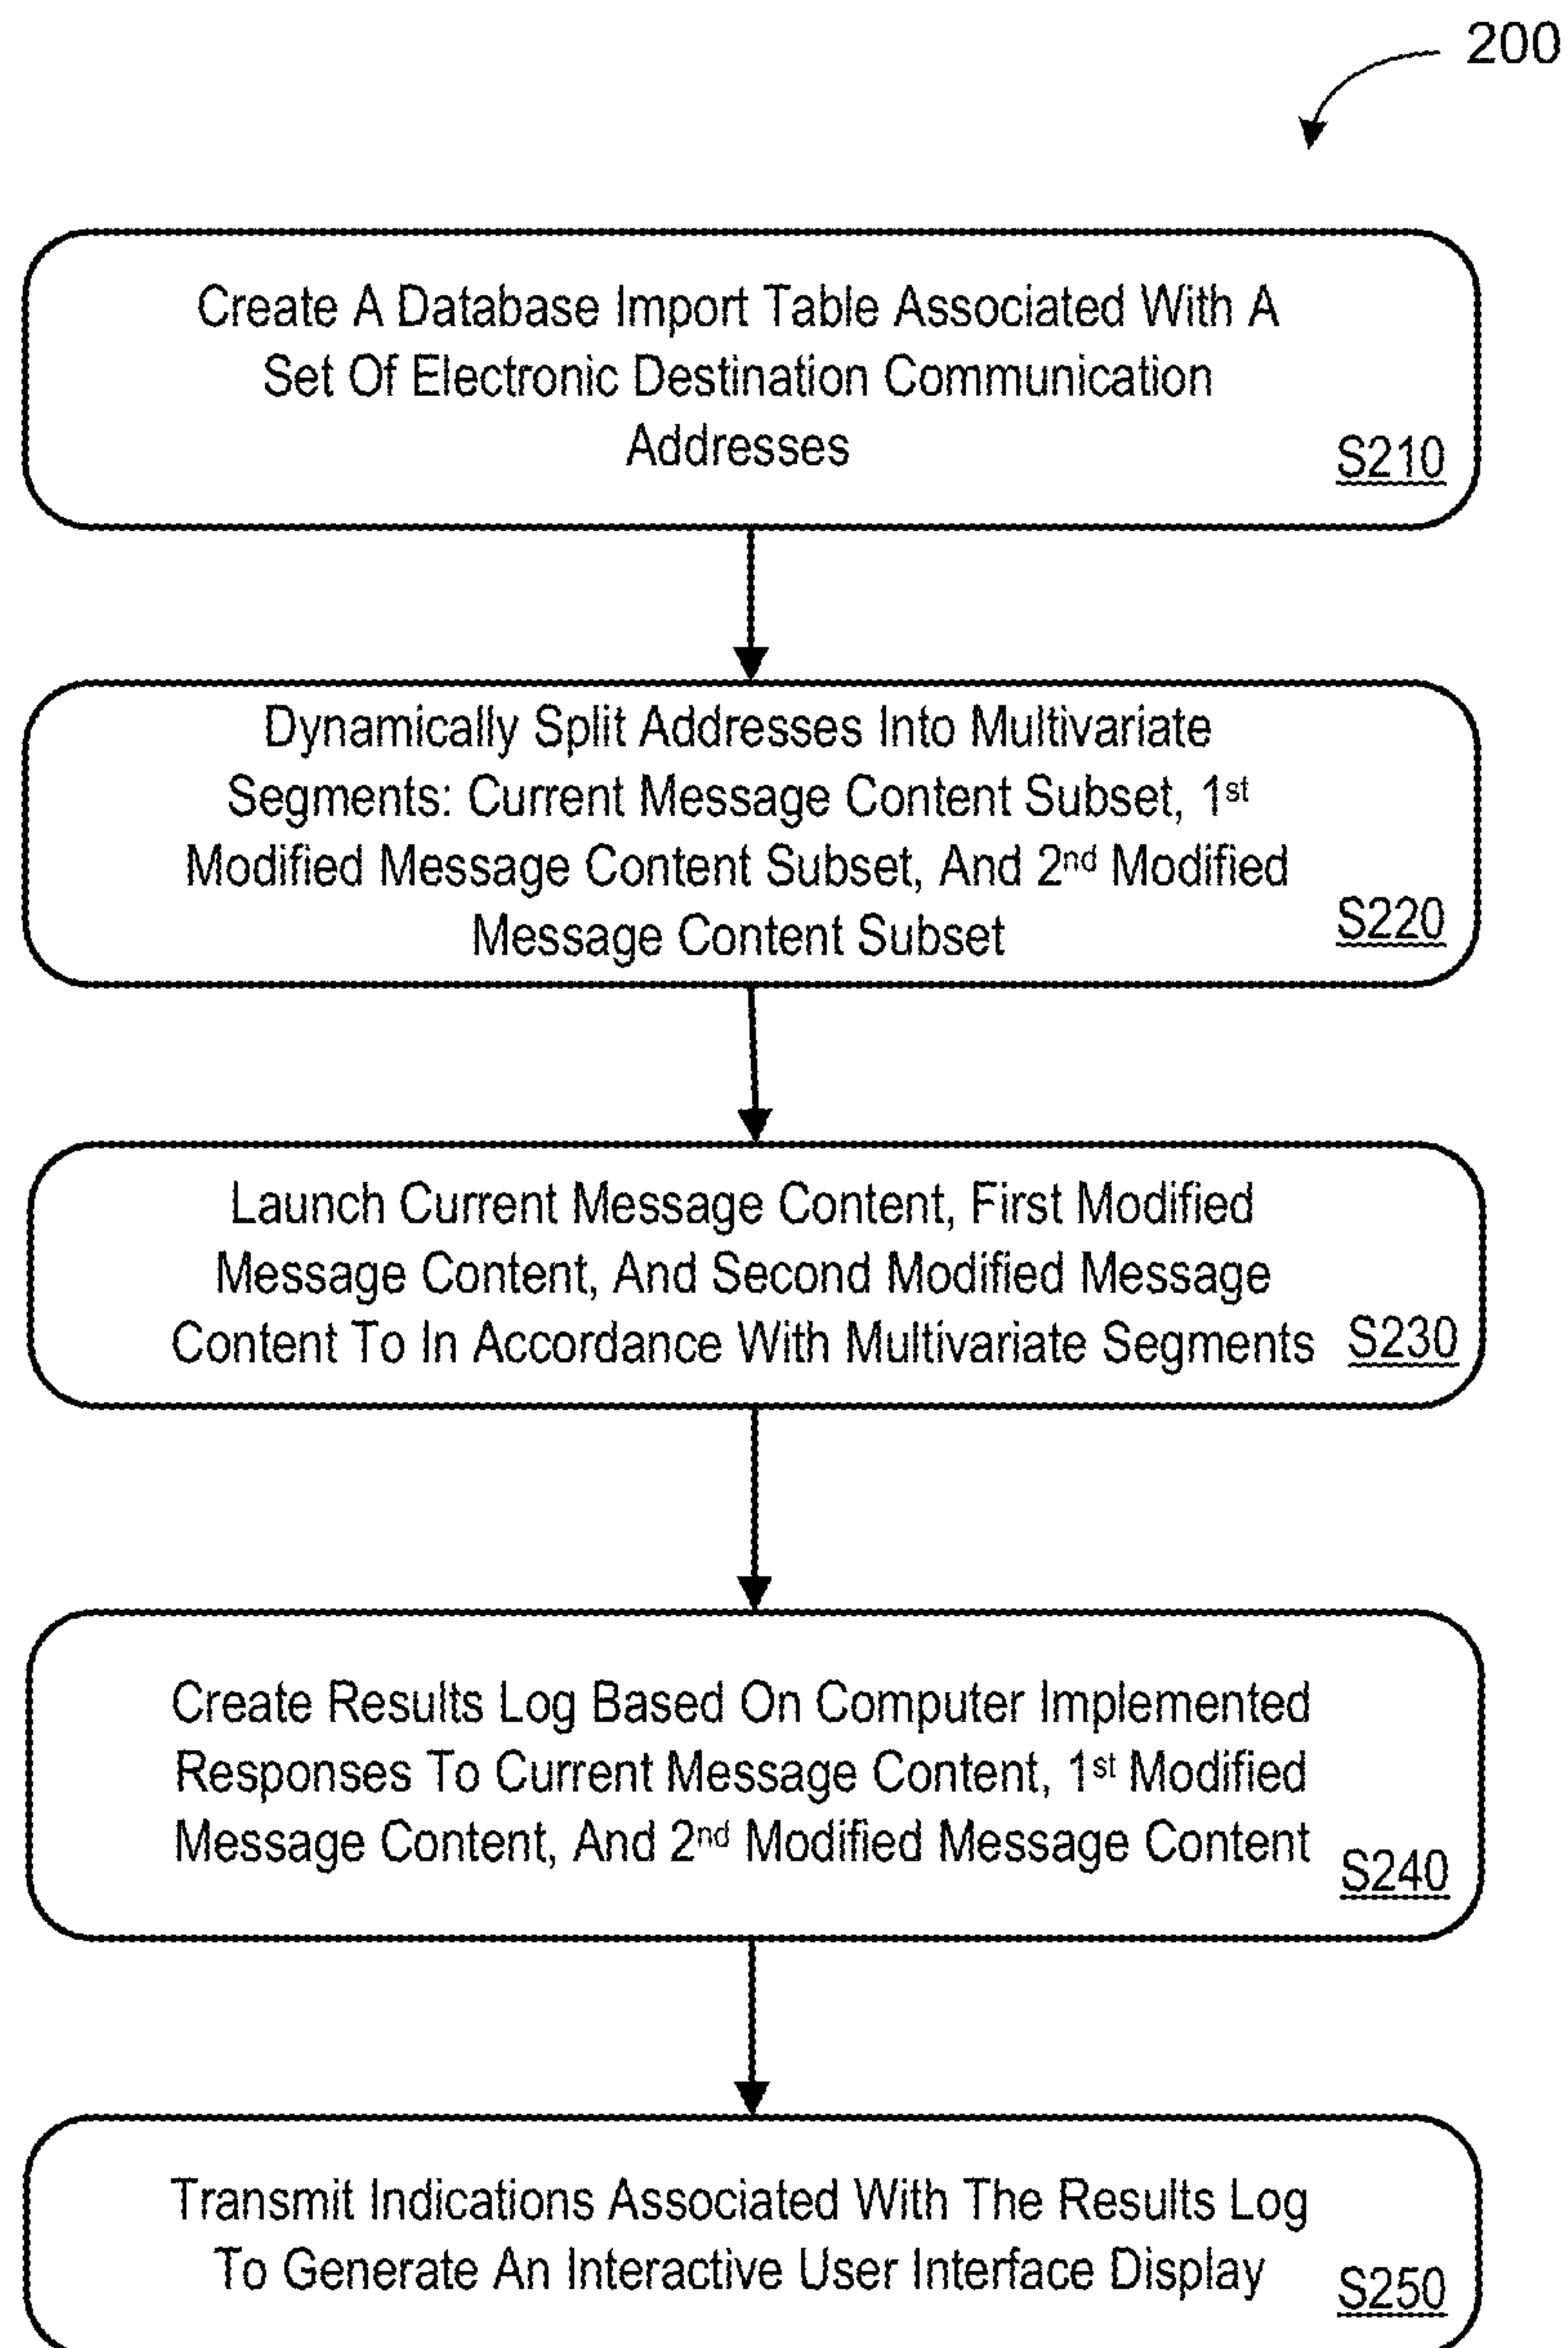 200
Create A Database Import Table Associated With A
Set Of Electronic Destination Communication
Addresses
S210
Dynamically Split Addresses Into Multivariate
Segments: Current Message Content Subset, 1st
Modified Message Content Subset, And 2nd Modified
Message Content Subset
S220
Launch Current Message Content, First Modified
Message Content, And Second Modified Message
Content To In Accordance With Multivariate Segments
S230
Create Results Log Based On Computer Implemented
Responses To Current Message Content, 1st Modified
Message Content, And 2nd Modified Message Content
S240
Transmit Indications Associated With The Results Log
To Generate An Interactive User Interface Display
S250